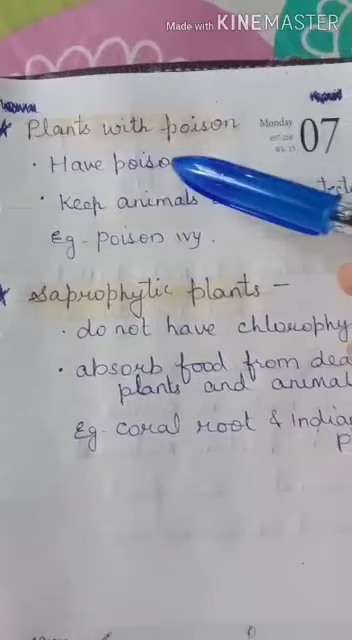 Made with KINEMASTER
Plants with poison
Monday 07
• Have poiso
• Keep animals
Eg - Poison ivy.
Saprophytic plants -
• do not have chlorophy
• absorb food from dea
plants and animal
Eg. coral root & India
P